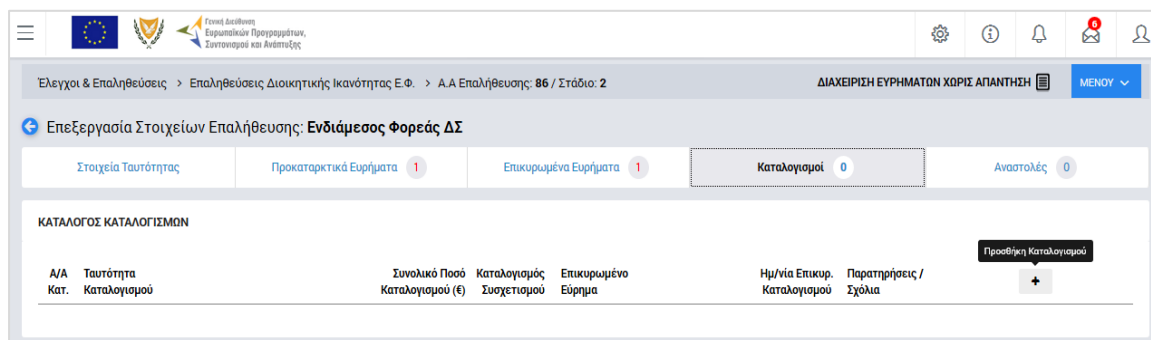 Γενική Διεύθυνση
Ευρωπαϊκών Προγραμμάτων,
Συντονισμού και Ανάπτυξης
6
Έλεγχοι & Επαληθεύσεις > Επαληθεύσεις Διοικητικής Ικανότητας Ε.Φ. > Α.Α Επαλήθευσης: 86 / Στάδιο: 2 ΔΙΑΧΕΙΡΙΣΗ ΕΥΡΗΜΑΤΩΝ ΧΩΡΙΣ ΑΠΑΝΤΗΣΗ ΜΕΝΟΥ
Επεξεργασία Στοιχείων Επαλήθευσης: Ενδιάμεσος Φορεάς ΔΣ
Στοιχεία Ταυτότητας Προκαταρκτικά Ευρήματα 1 Επικυρωμένα Ευρήματα 1 Καταλογισμοί 0 Αναστολές 0
ΚΑΤΑΛΟΓΟΣ ΚΑΤΑΛΟΓΙΣΜΩΝ
Προσθήκη Καταλογισμού
Α/Α Ταυτότητα Συνολικό Ποσό Καταλογισμός Επικυρωμένο Ημ/νία Επικυρ. Παρατηρήσεις /
Κατ. Καταλογισμού Καταλογισμού (€) Συσχετισμού Εύρημα Καταλογισμού Σχόλια +